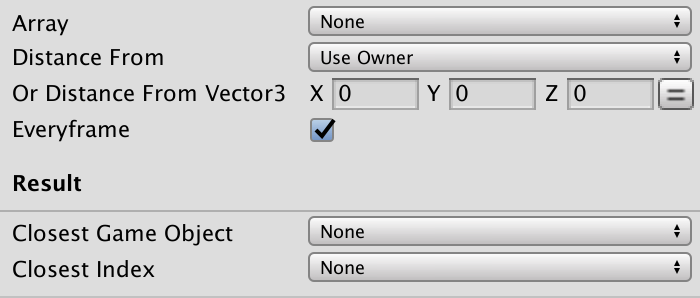 Array None
Distance From Use Owner
Or Distance From Vector3 X 0 Y 0 Z 0 =
Everyframe
Result
Closest Game Object None
Closest Index None